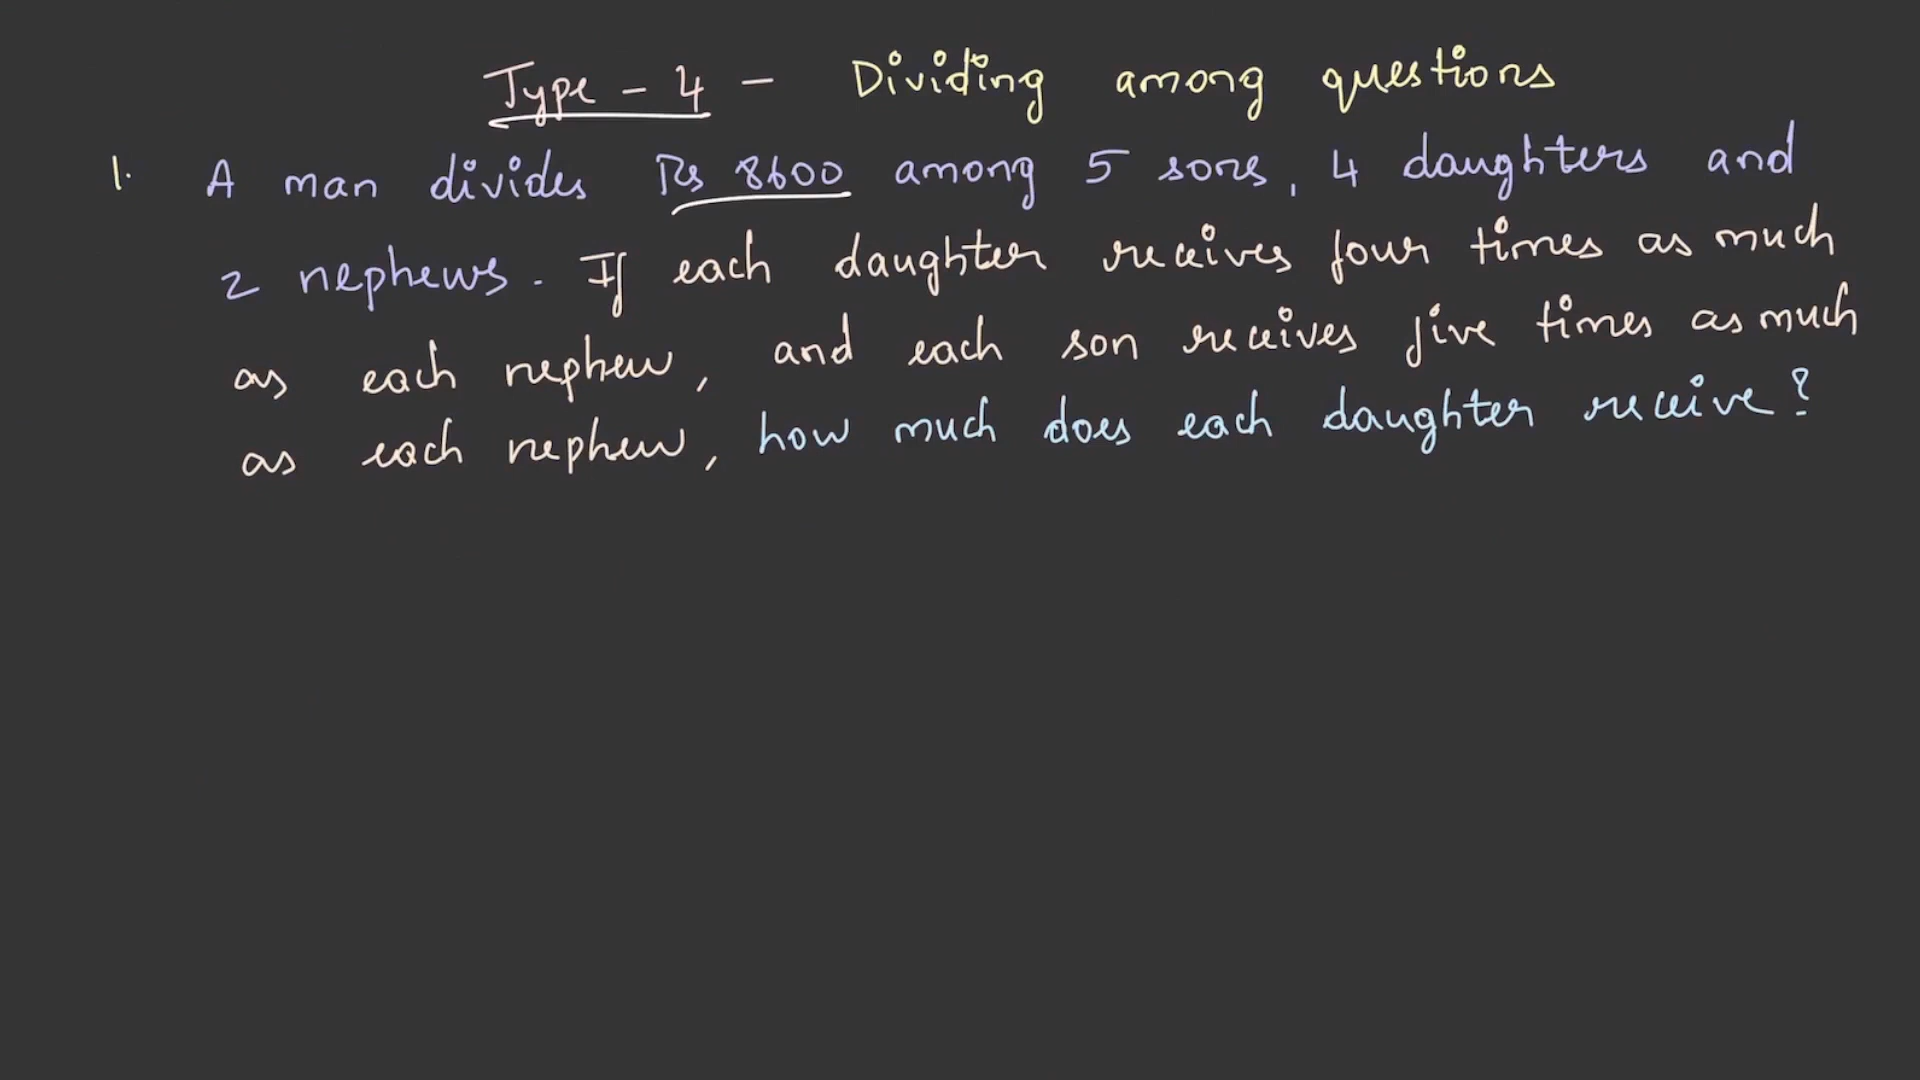 Type - 4 - Dividing among questions
1. A man divides Rs 8600 among 5 sons, 4 daughters and
2 nephews. If each daughter receives four times as much
as each nephew, and each son receives five times as much
as each nephew, how much does each daughter receive?